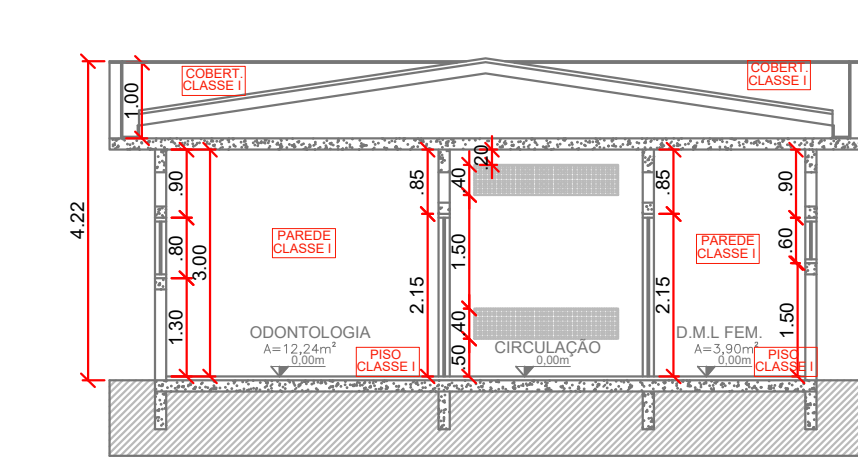 COBERT.
CLASSE I
COBERT.
CLASSE I
1.00
4.22
.90
.80
1.30
3.00
.85
2.15
.20
.40
1.50
.40
.50
.85
2.15
.90
.60
1.50
PAREDE
CLASSE I
PAREDE
CLASSE I
ODONTOLOGIA
A=12,24m²
0,00m
PISO
CLASSE I
CIRCULAÇÃO
0,00m
D.M.L FEM.
A=3,90m²
0,00m
PISO
CLASSE I